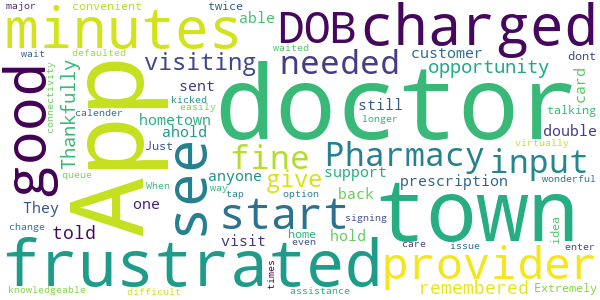 major convenient twice
minutes able DOB charged
calender kicked waited wait defaulted connectivity
visiting needed customer dont
good App Thankfully sent opportunity
easily still card talking
hometown ahold doctor double
queue Just see anyone fine Pharmacy input
When way longer virtually wonderful
They one support give back prescription
change tap option signing
told start town
visit home hold even care issue idea enter
frustrated times provider
knowledgeable difficult assistance remembered Extremely